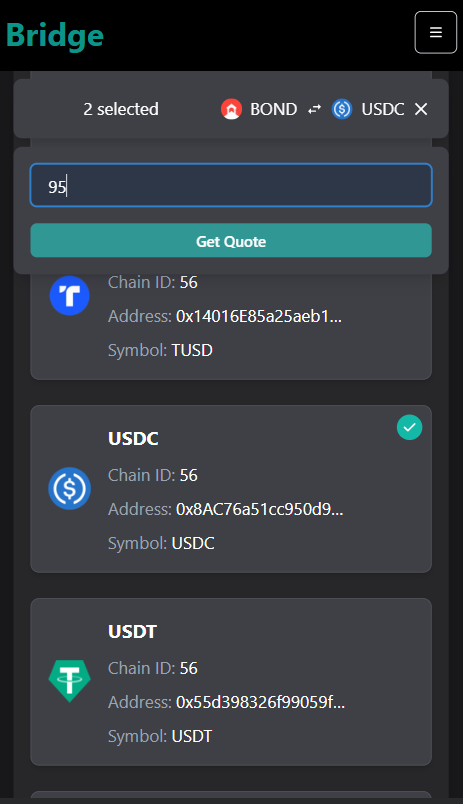 Bridge
2 selected BOND USDC
95
Get Quote
Chain ID: 56
Address: 0x14016E85a25aeb1...
Symbol: TUSD
USDC
Chain ID: 56
Address: 0x8AC76a51cc950d9...
Symbol: USDC
USDT
Chain ID: 56
Address: 0x55d398326f99059f...
Symbol: USDT